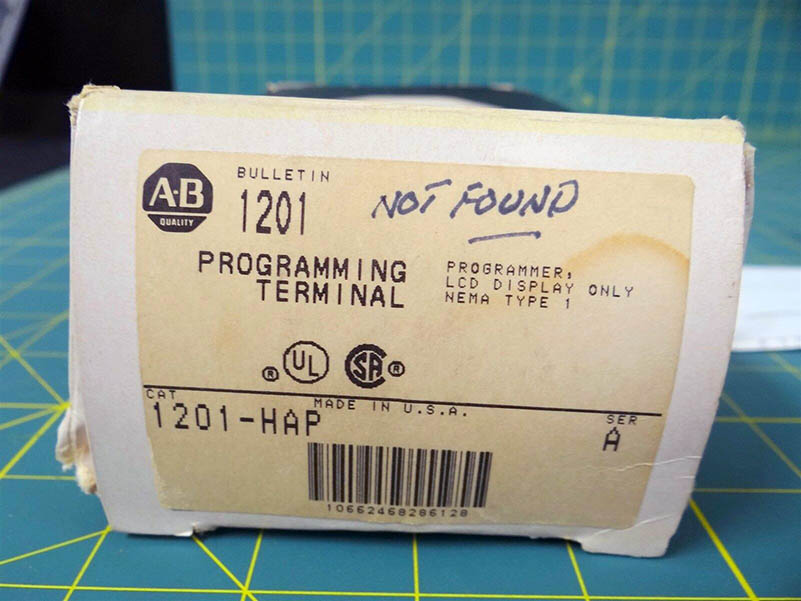 A-B
QUALITY
BULLETIN
1201
NOT FOUND
PROGRAMMING
TERMINAL
PROGRAMMER,
LCD DISPLAY ONLY
NEMA TYPE 1
® UL SA ®
CAT
MADE IN U.S.A.
SER
1201-HAP
A
10662468286128